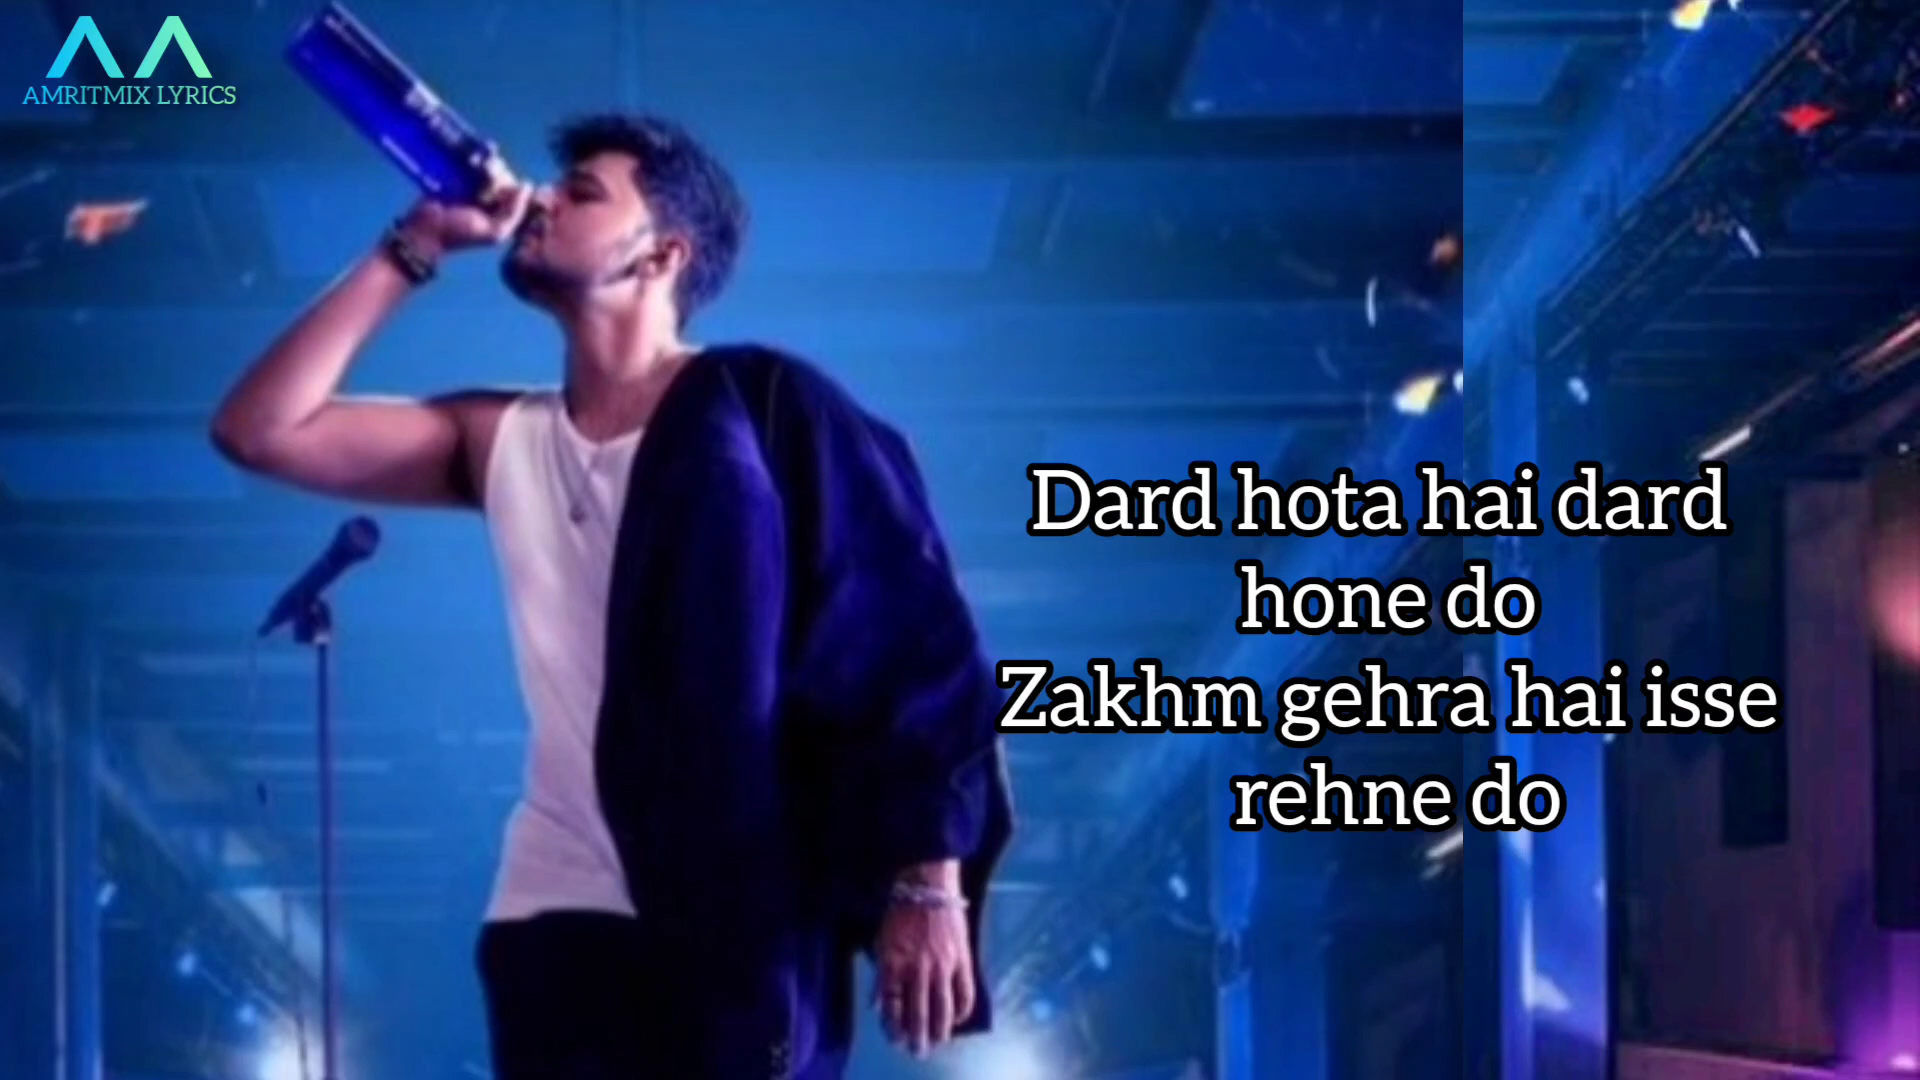 AMRITMIX LYRICS
Dard hota hai dard
hone do
Zakhm gehra hai isse
rehne do